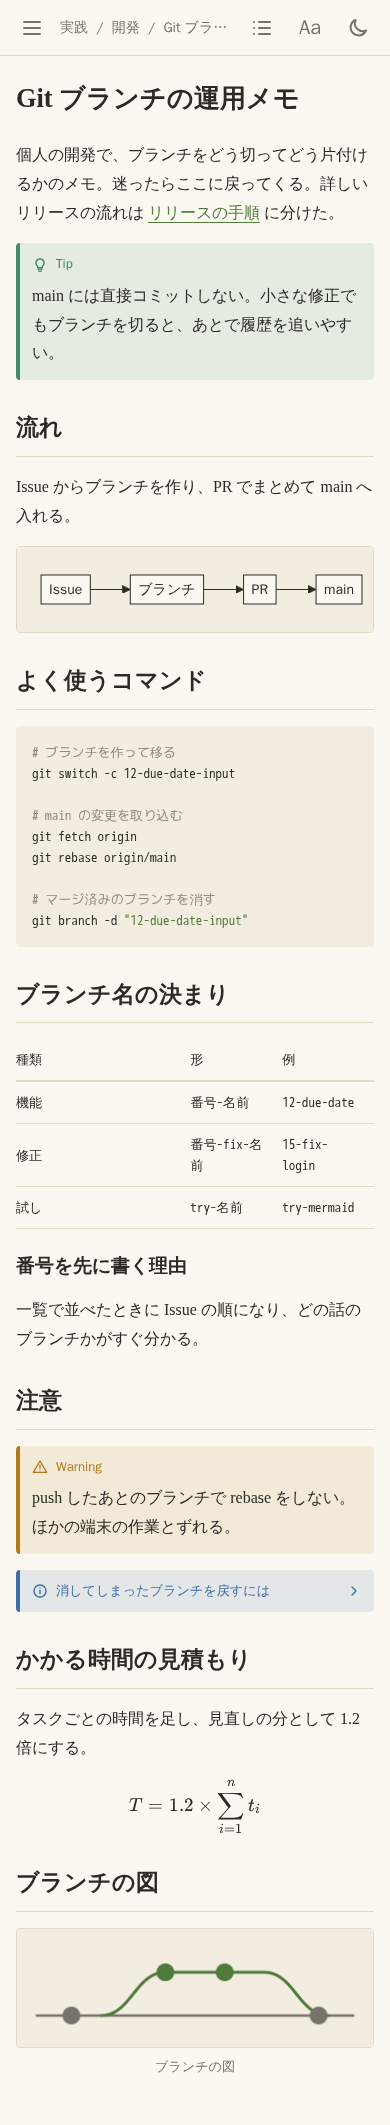 実践 / 開発 / Git ブラ… Aa
Git ブランチの運用メモ
個人の開発で、ブランチをどう切ってどう片付け
るかのメモ。迷ったらここに戻ってくる。詳しい
リリースの流れは リリースの手順 に分けた。
Tip
main には直接コミットしない。小さな修正で
もブランチを切ると、あとで履歴を追いやす
い。
流れ
Issue からブランチを作り、PR でまとめて main へ
入れる。
Issue ブランチ PR main
よく使うコマンド
# ブランチを作って移る
git switch -c 12-due-date-input
# main の変更を取り込む
git fetch origin
git rebase origin/main
# マージ済みのブランチを消す
git branch -d "12-due-date-input"
ブランチ名の決まり
種類 形 例
機能 番号-名前 12-due-date
修正 番号-fix-名前 15-fix-login
試し try-名前 try-mermaid
番号を先に書く理由
一覧で並べたときに Issue の順になり、どの話の
ブランチかがすぐ分かる。
注意
Warning
push したあとのブランチで rebase をしない。
ほかの端末の作業とずれる。
消してしまったブランチを戻すには
かかる時間の見積もり
タスクごとの時間を足し、見直しの分として 1.2
倍にする。
T = 1.2 × ∑_{i=1}^{n} t_i
ブランチの図
ブランチの図